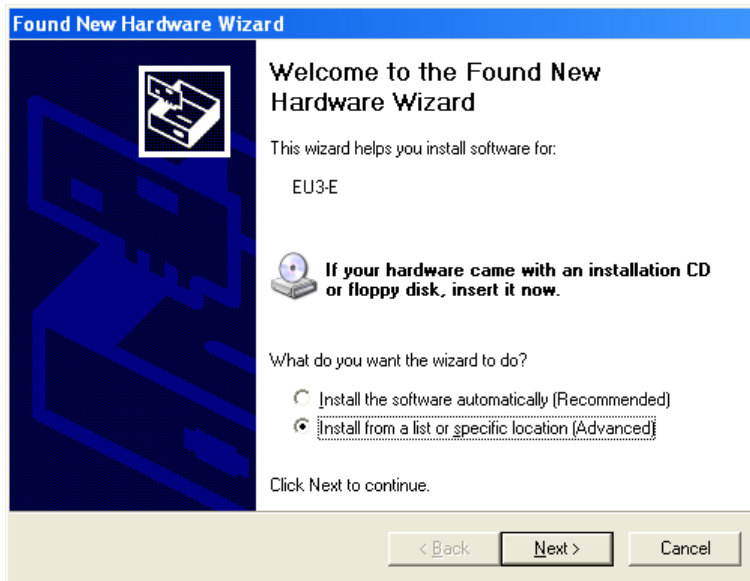 Found New Hardware Wizard
Welcome to the Found New
Hardware Wizard
This wizard helps you install software for:
EU3-E
If your hardware came with an installation CD
or floppy disk, insert it now.
What do you want the wizard to do?
Install the software automatically (Recommended)
Install from a list or specific location (Advanced)
Click Next to continue.
< Back
Next >
Cancel